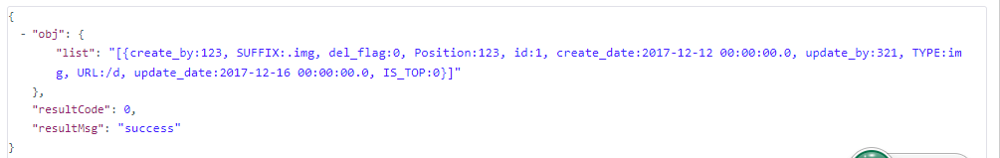 {
- "obj": {
"list": "[{create_by:123, SUFFIX:.img, del_flag:0, Position:123, id:1, create_date:2017-12-12 00:00:00.0, update_by:321, TYPE:im
g, URL:/d, update_date:2017-12-16 00:00:00.0, IS_TOP:0}]"
},
"resultCode": 0,
"resultMsg": "success"
}